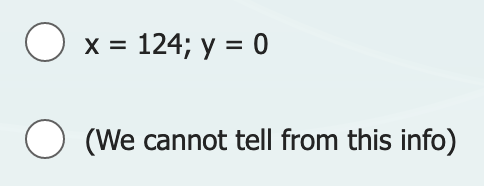 x = 124; y = 0
(We cannot tell from this info)